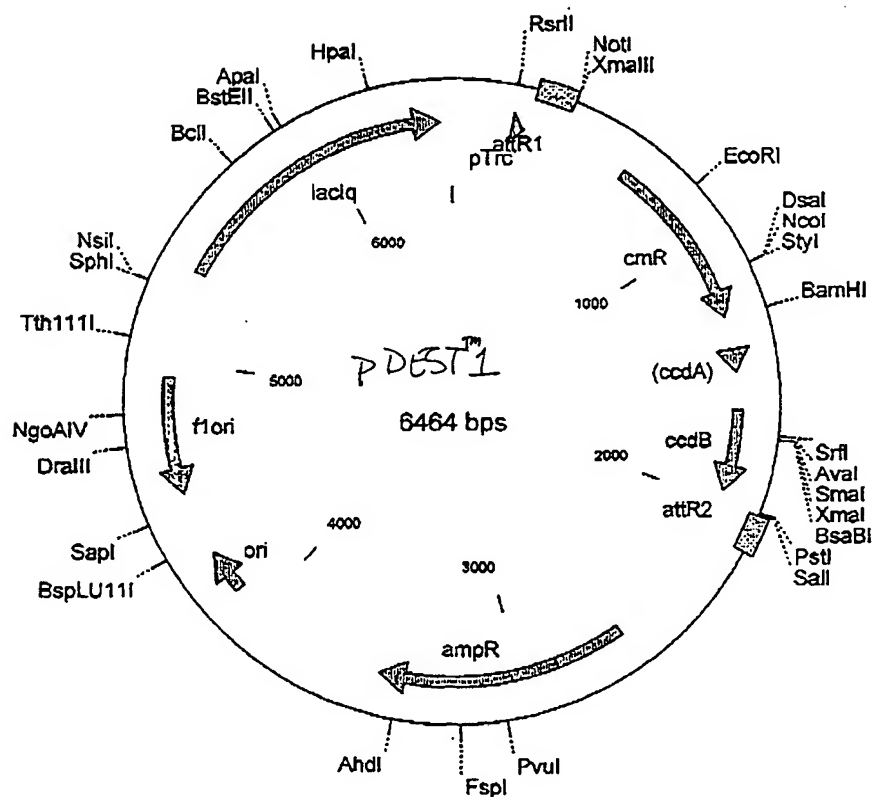 RsrII
NotI
XmaIII
HpaI
ApaI
BstEII
BclI
attR1
pTrc
EcoRI
lacIq
1
6000
DsaI
NcoI
StyI
NsiI
SphI
cmR
1000
BamHI
Tth111I
pDEST™1
(ccdA)
5000
6464 bps
NgoAIV
f1ori
ccdB
DraIII
2000
SrfI
AvaI
SmaI
XmaI
BsaBI
attR2
4000
SapI
ori
PstI
SalI
BspLU11I
3000
ampR
AhdI
PvuI
FspI